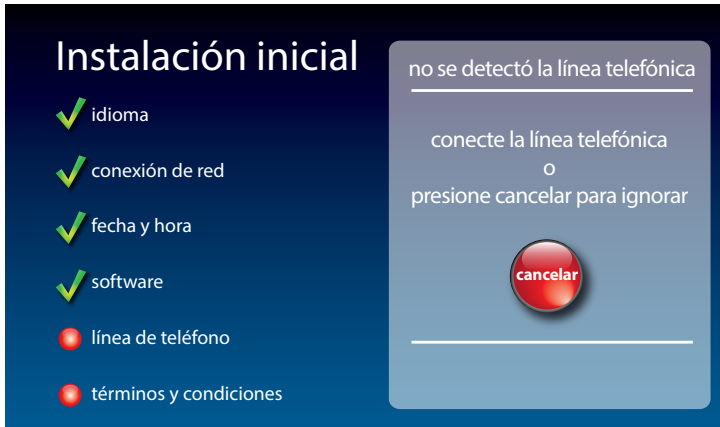 Instalación inicial
idioma
conexión de red
fecha y hora
software
línea de teléfono
términos y condiciones
no se detectó la línea telefónica
conecte la línea telefónica
o
presione cancelar para ignorar
cancelar